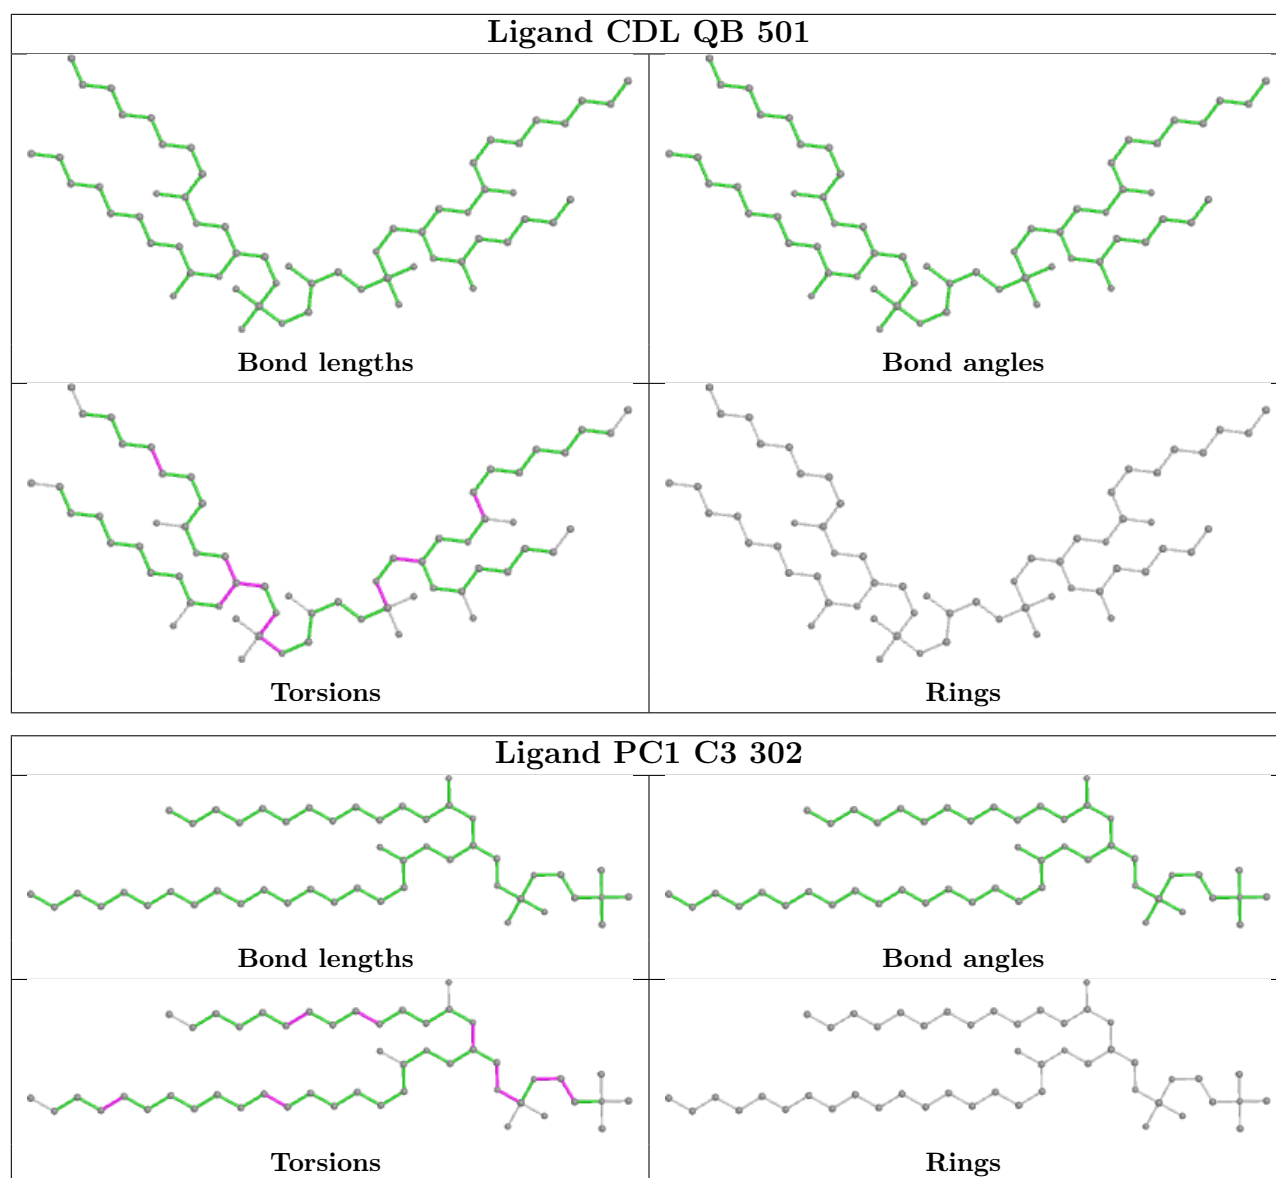 Ligand CDL QB 501
Bond lengths
Bond angles
Torsions
Rings
Ligand PC1 C3 302
Bond lengths
Bond angles
Torsions
Rings